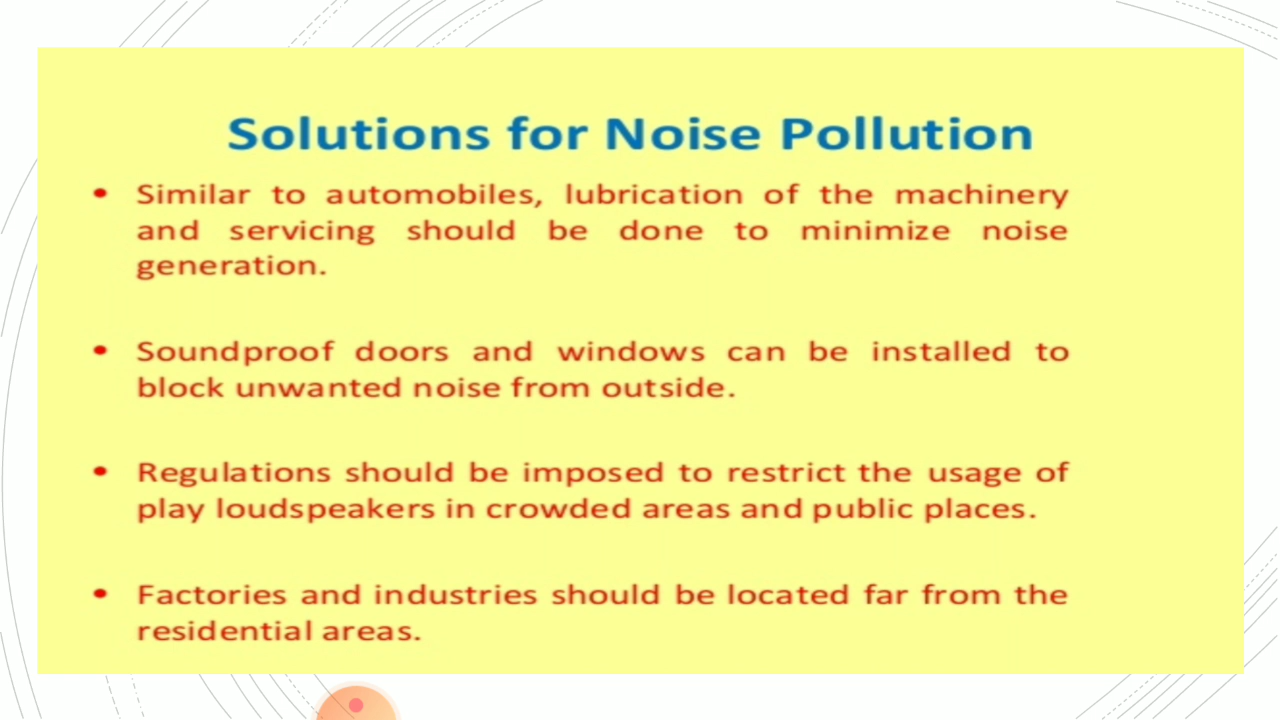 Solutions for Noise Pollution
• Similar to automobiles, lubrication of the machinery
and servicing should be done to minimize noise
generation.
• Soundproof doors and windows can be installed to
block unwanted noise from outside.
• Regulations should be imposed to restrict the usage of
play loudspeakers in crowded areas and public places.
• Factories and industries should be located far from the
residential areas.